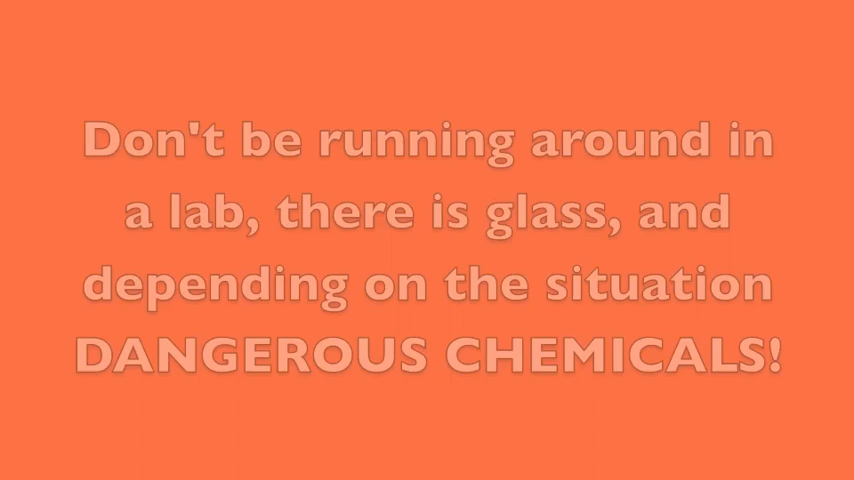 Don't be running around in
a lab, there is glass, and
depending on the situation
DANGEROUS CHEMICALS!